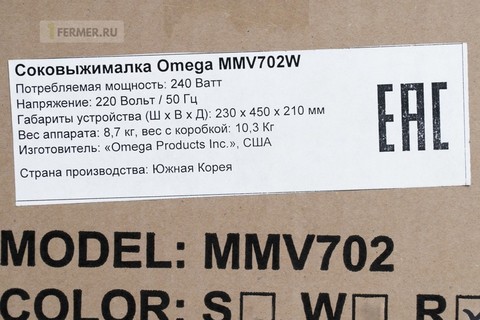 1FERMER.RU
Соковыжималка Omega MMV702W
Потребляемая мощность: 240 Ватт
Напряжение: 220 Вольт / 50 Гц
Габариты устройства (Ш х В х Д): 230 х 450 х 210 мм
Вес аппарата: 8,7 кг, вес с коробкой: 10,3 Кг
Изготовитель: «Omega Products Inc.», США
Страна производства: Южная Корея
EAC
MODEL: MMV702
COLOR: S W R